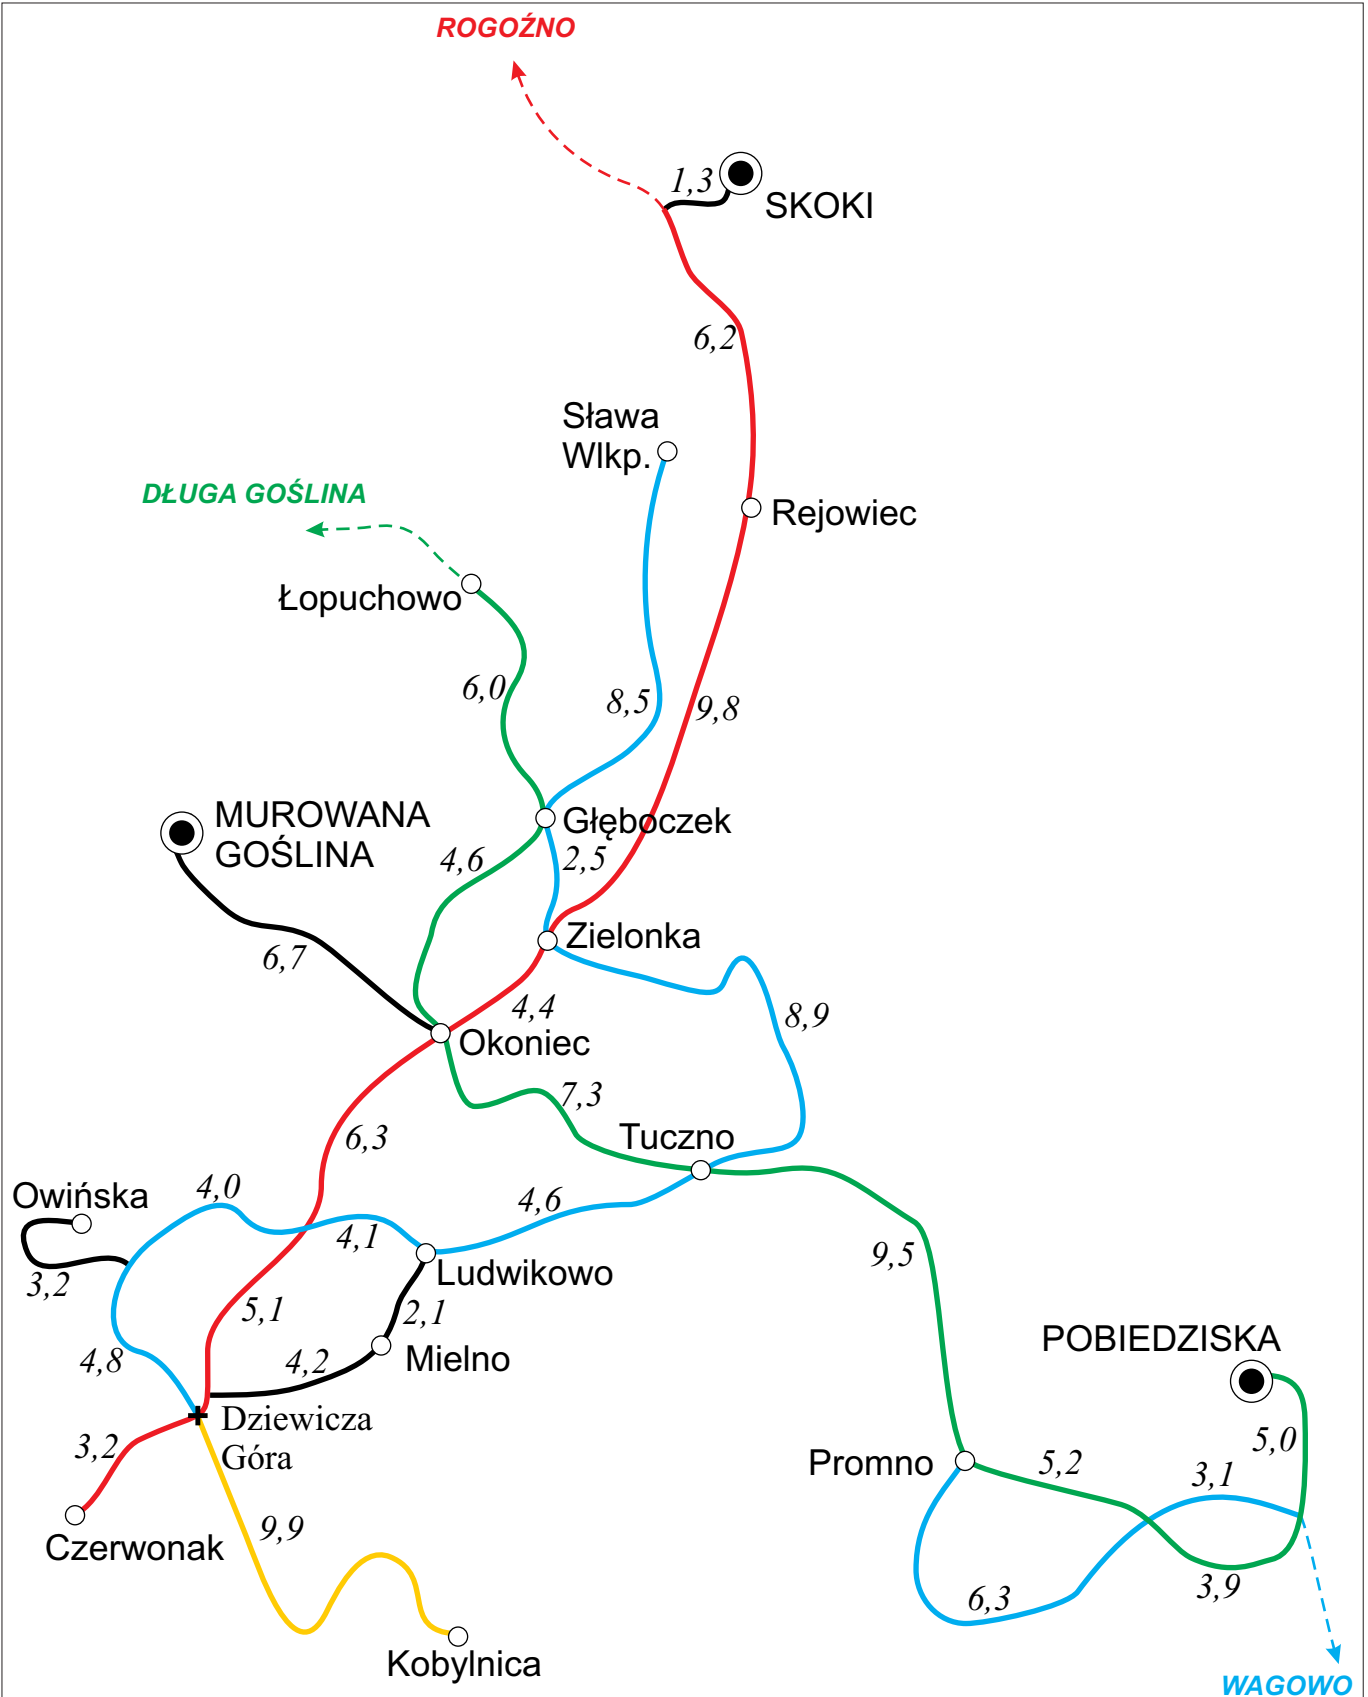 ROGOŹNO
1,3
SKOKI
6,2
Sława
Wlkp.
DŁUGA GOŚLINA
Rejowiec
Łopuchowo
6,0
8,5
9,8
MUROWANA
GOŚLINA
Głęboczek
4,6
2,5
Zielonka
6,7
4,4
8,9
Okoniec
7,3
Tuczno
6,3
Owińska
4,0
4,6
4,1
9,5
3,2
Ludwikowo
5,1
2,1
POBIEDZISKA
4,8
4,2
Mielno
Dziewicza
Góra
3,2
5,0
Promno
5,2
3,1
Czerwonak
9,9
6,3
3,9
Kobylnica
WAGOWO